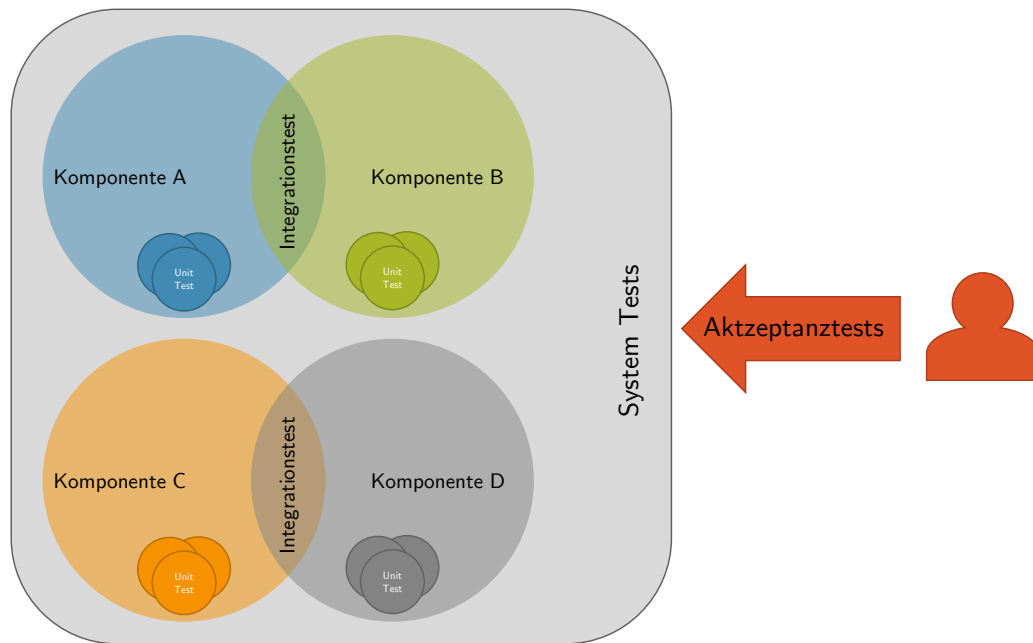 Komponente A
Integrationstest
Komponente B
Unit
Test
Unit
Test
System Tests
Aktzeptanztests
Komponente C
Integrationstest
Komponente D
Unit
Test
Unit
Test